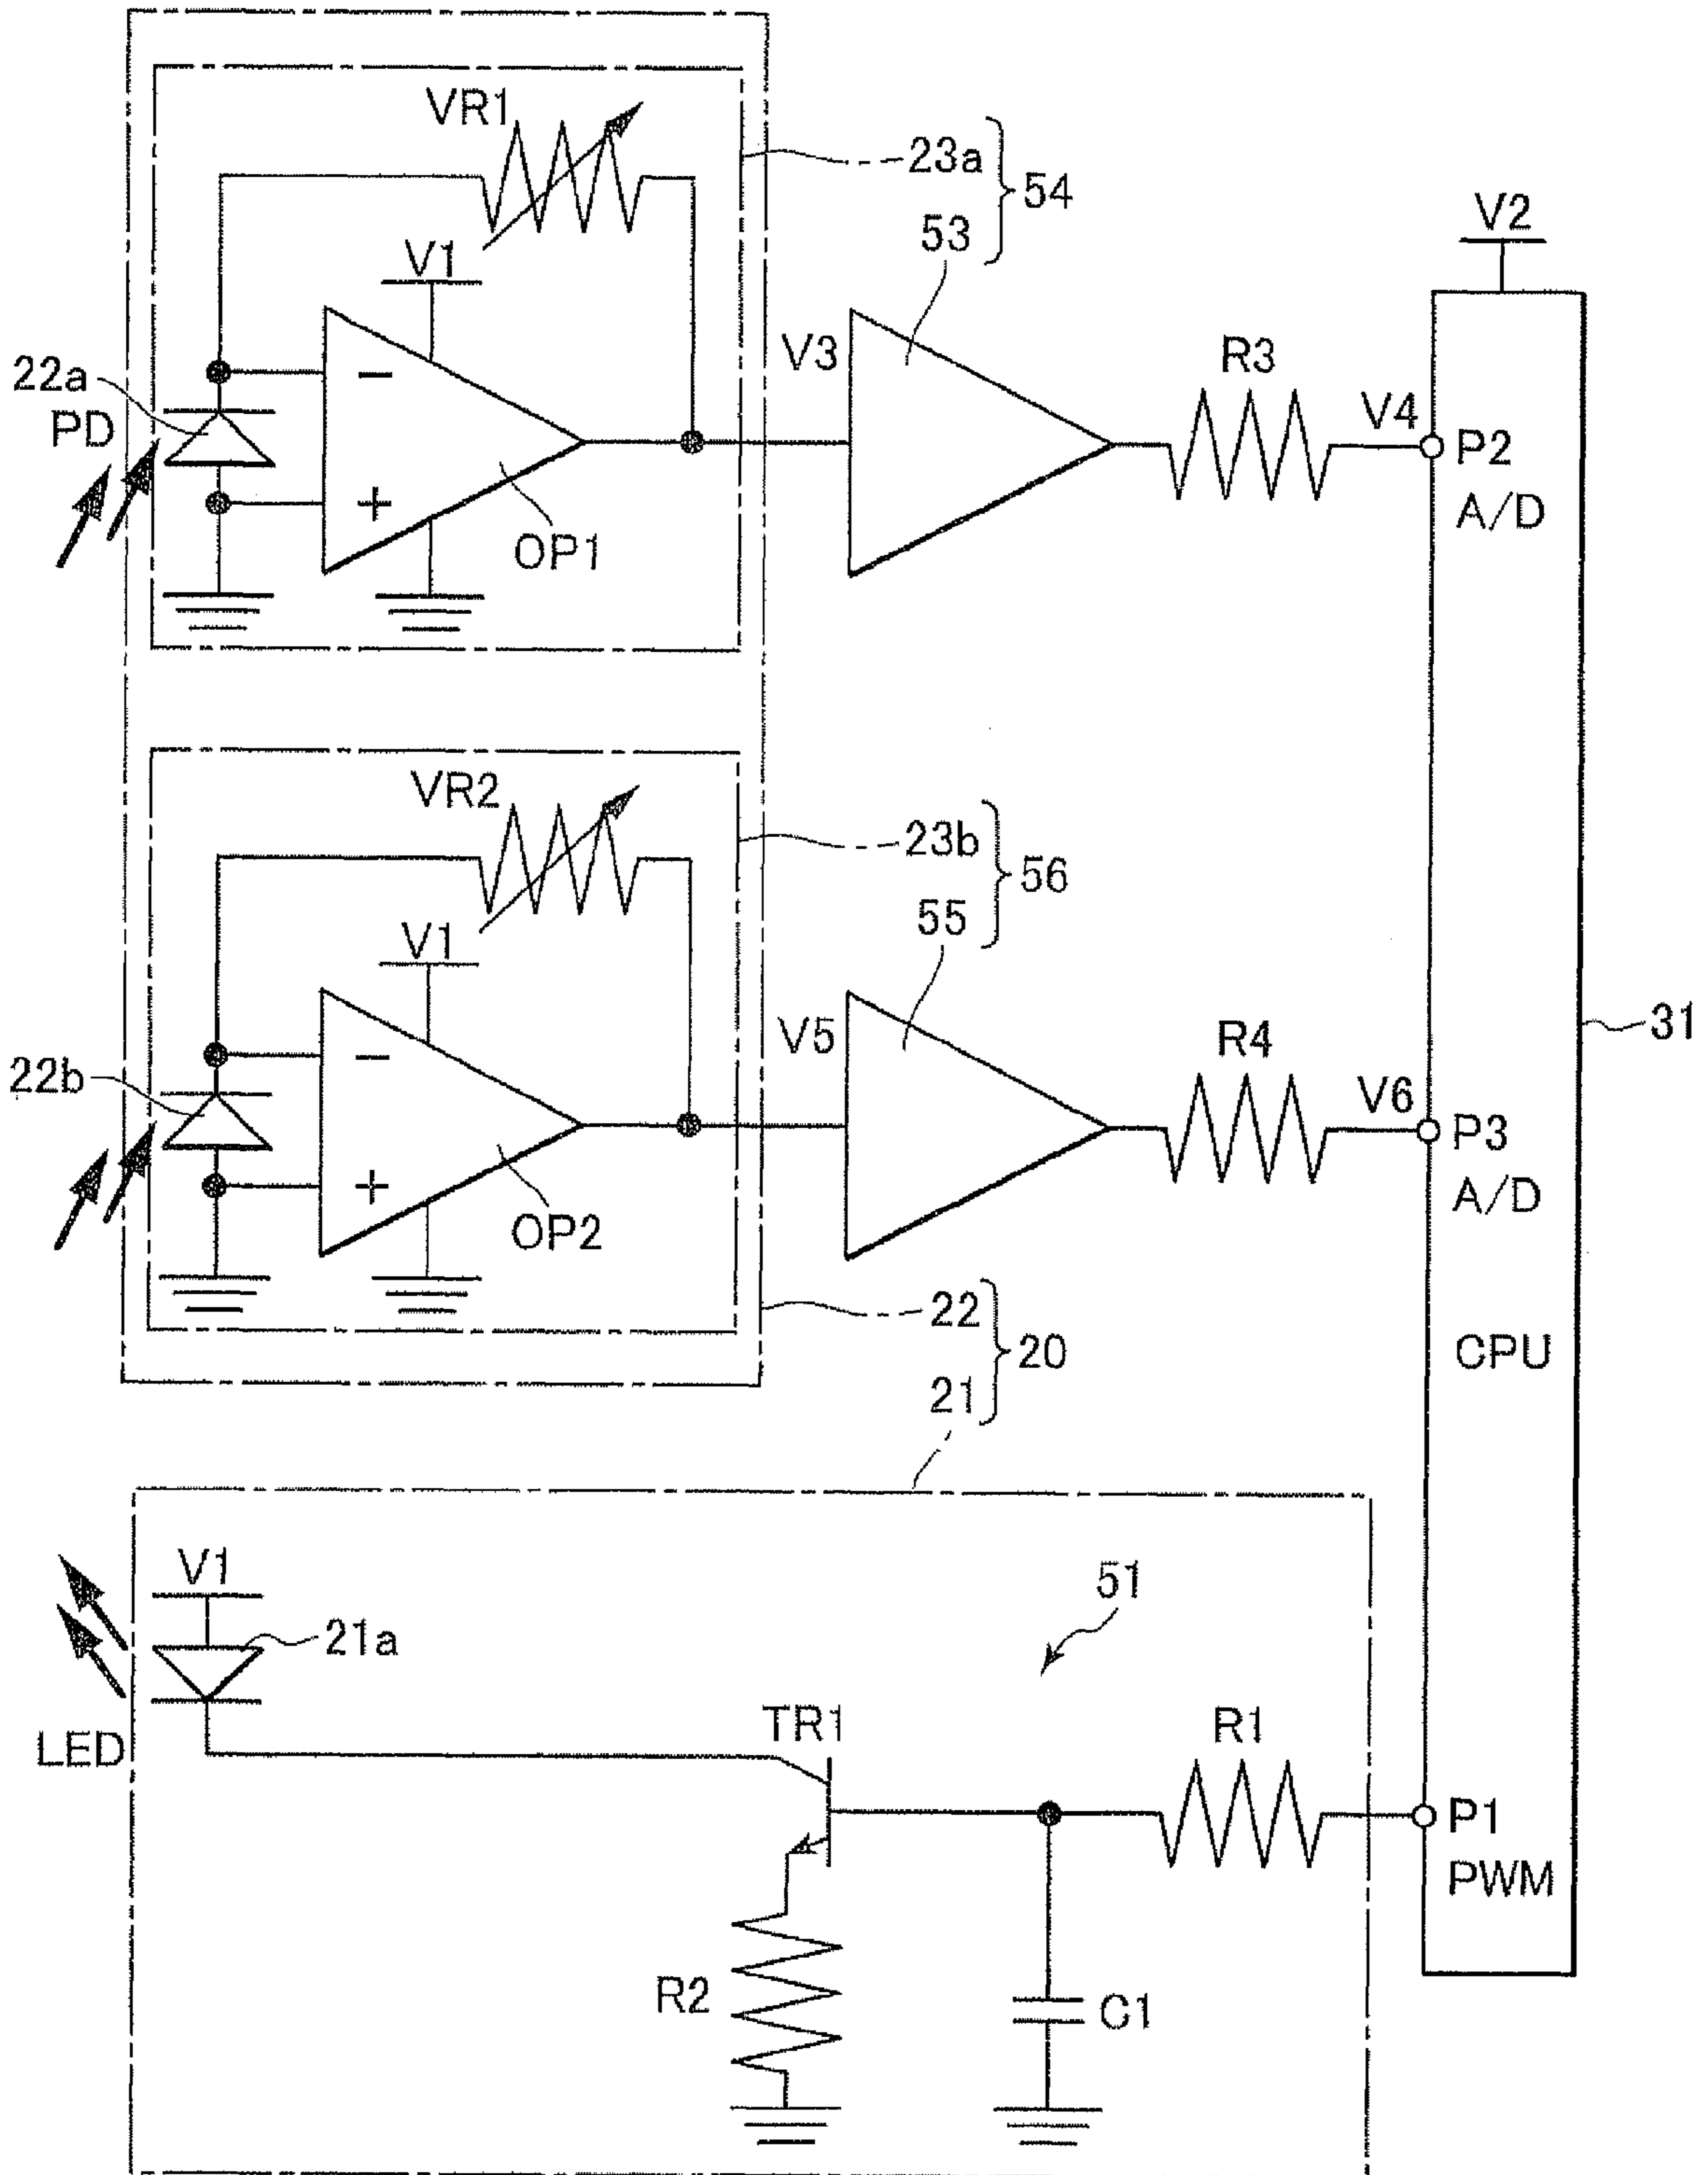 VR1
23a
54
53
V1
V2
V3
R3
V4
22a
PD
−
+
OP1
P2
A/D
VR2
23b
56
55
V1
V5
R4
V6
31
22b
−
+
OP2
P3
A/D
22
20
21
CPU
V1
21a
LED
51
TR1
R1
P1
PWM
R2
C1